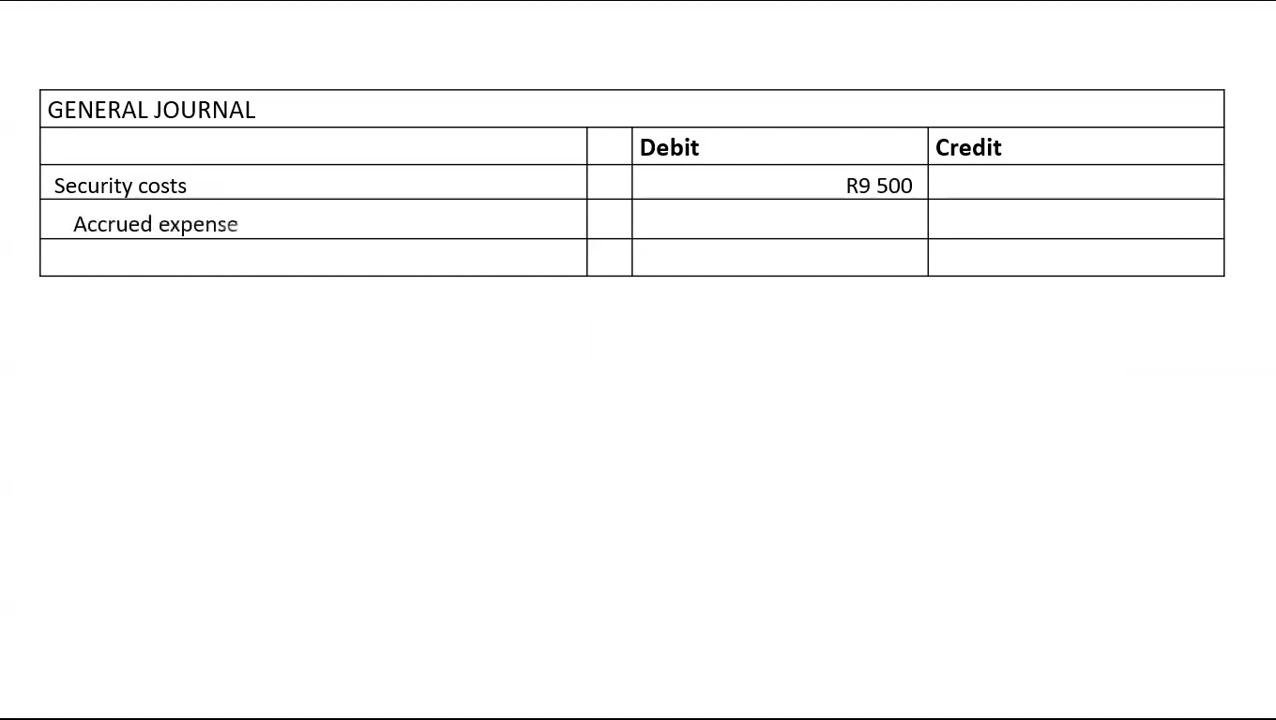 GENERAL JOURNAL
Debit Credit
Security costs R9 500
Accrued expense